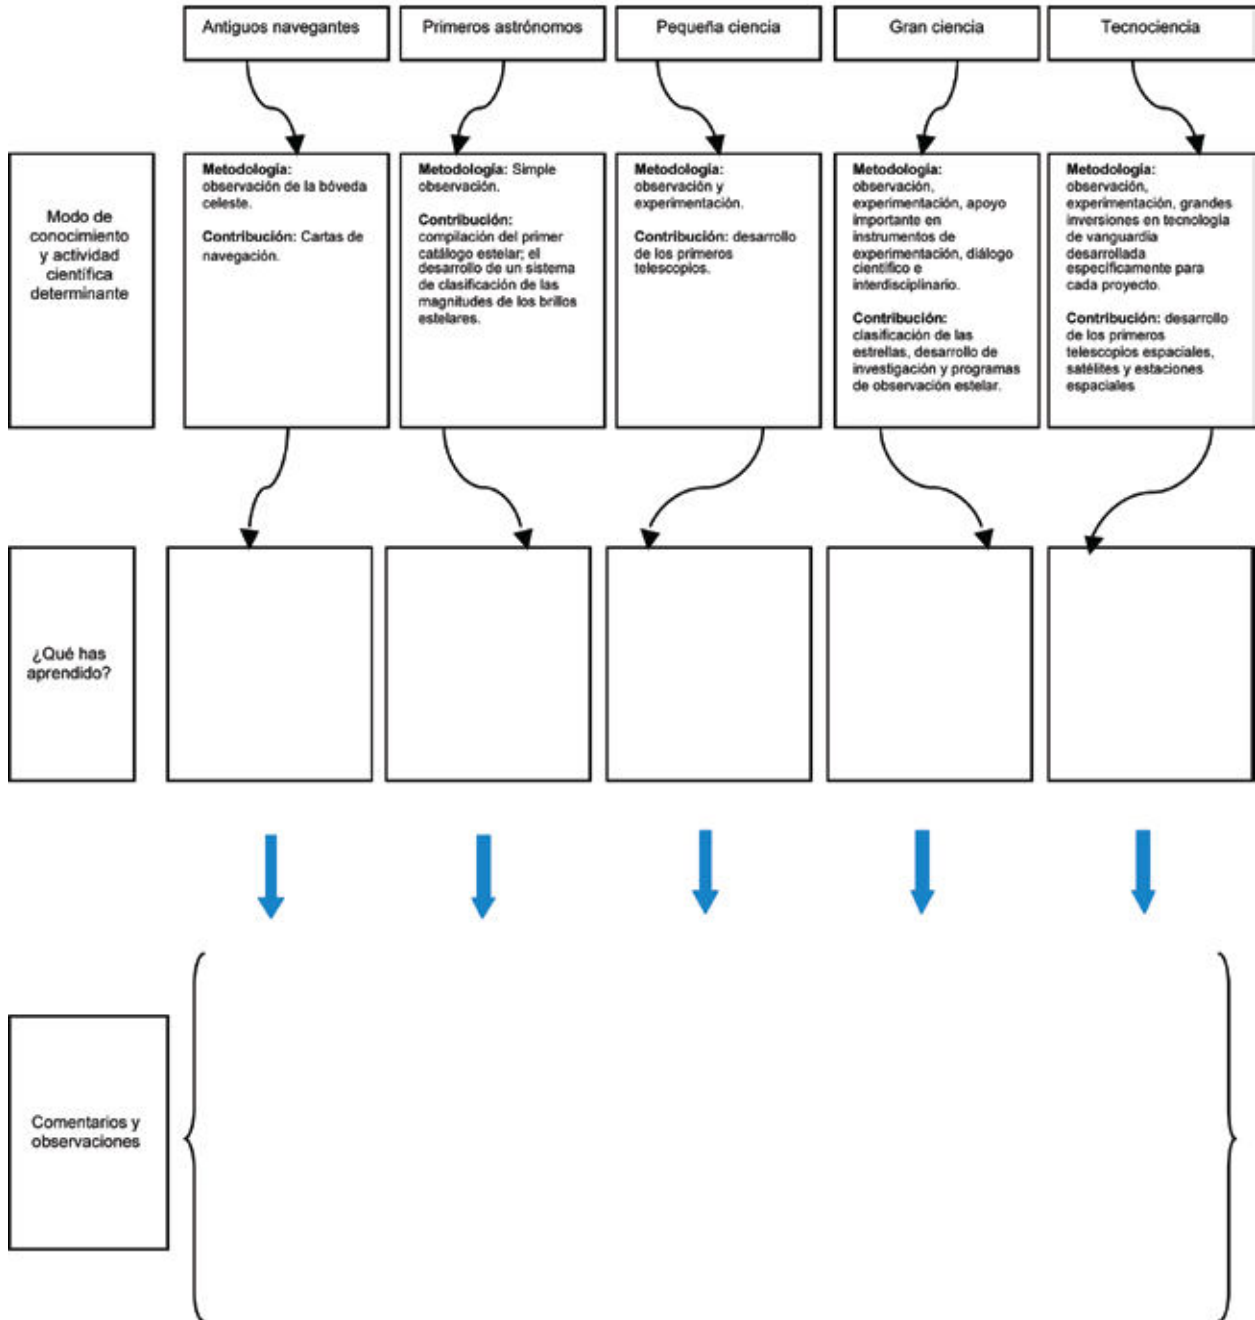 Antiguos navegantes
Primeros astrónomos
Pequeña ciencia
Gran ciencia
Tecnociencia
Modo de
conocimiento
y actividad
científica
determinante
Metodología:
observación de la bóveda
celeste.
Contribución: Cartas de
navegación.
Metodología: Simple
observación.
Contribución:
compilación del primer
catálogo estelar; el
desarrollo de un sistema
de clasificación de las
magnitudes de los brillos
estelares.
Metodología:
observación y
experimentación.
Contribución: desarrollo
de los primeros
telescopios.
Metodología:
observación,
experimentación, apoyo
importante en
instrumentos de
experimentación, diálogo
científico e
interdisciplinario.
Contribución:
clasificación de las
estrellas, desarrollo de
investigación y programas
de observación estelar.
Metodología:
observación,
experimentación, grandes
inversiones en tecnología
de vanguardia
desarrollada
específicamente para
cada proyecto.
Contribución: desarrollo
de los primeros
telescopios espaciales,
satélites y estaciones
espaciales
¿Qué has
aprendido?
Comentarios y
observaciones